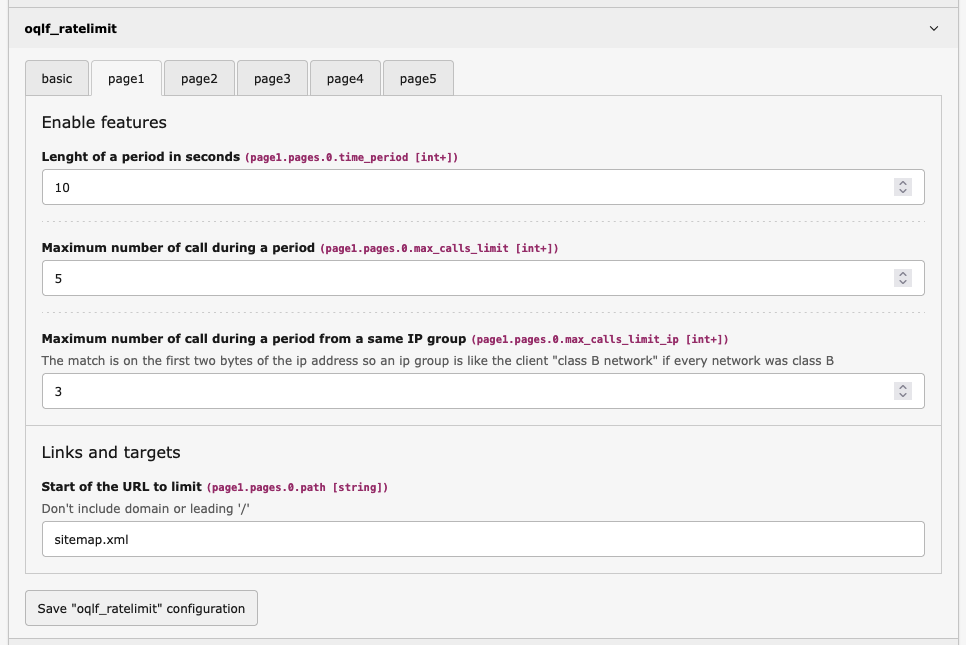 oqlf_ratelimit
basic page1 page2 page3 page4 page5
Enable features
Lenght of a period in seconds (page1.pages.0.time_period [int+])
10
Maximum number of call during a period (page1.pages.0.max_calls_limit [int+])
5
Maximum number of call during a period from a same IP group (page1.pages.0.max_calls_limit_ip [int+])
The match is on the first two bytes of the ip address so an ip group is like the client "class B network" if every network was class B
3
Links and targets
Start of the URL to limit (page1.pages.0.path [string])
Don't include domain or leading '/'
sitemap.xml
Save "oqlf_ratelimit" configuration